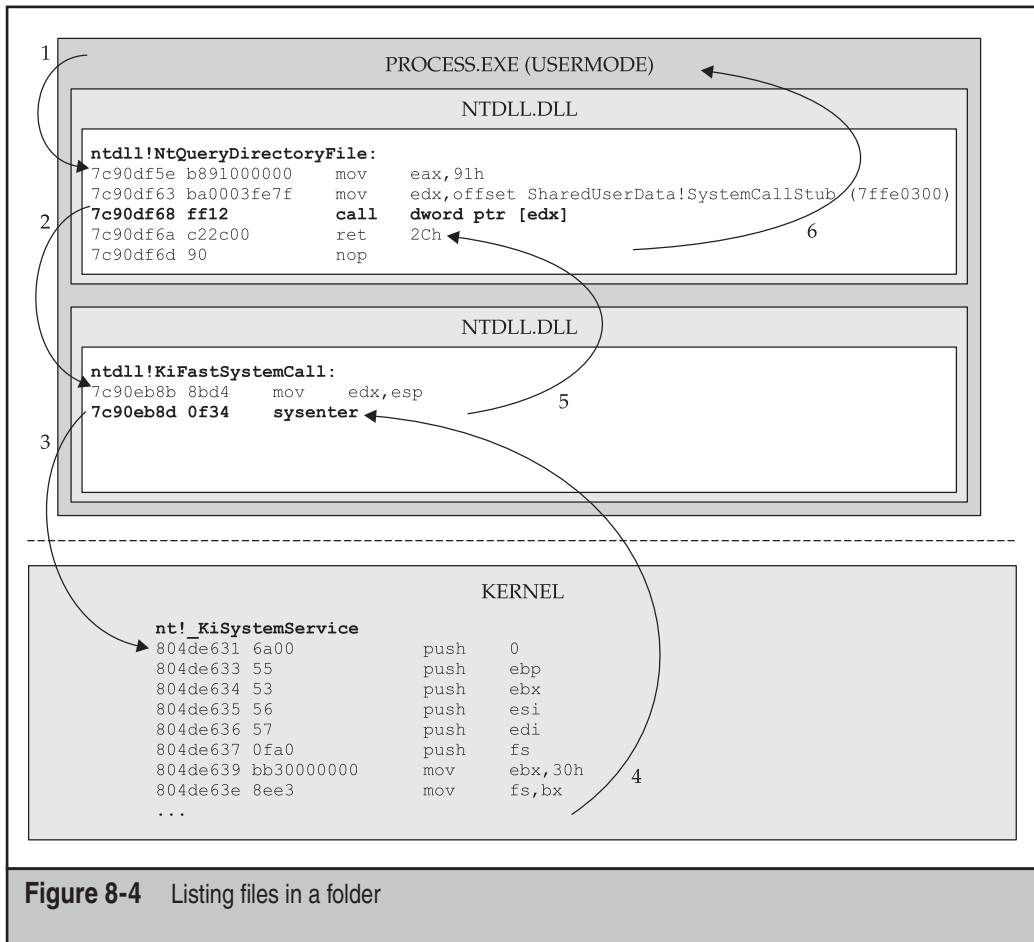 1
PROCESS.EXE (USERMODE)
NTDLL.DLL
ntdll!NtQueryDirectoryFile:
7c90df5e b891000000 mov eax,91h
7c90df63 ba0003fe7f mov edx,offset SharedUserData!SystemCallStub (7ffe0300)
2
7c90df68 ff12 call dword ptr [edx]
7c90df6a c22c00 ret 2Ch
6
7c90df6d 90 nop
NTDLL.DLL
ntdll!KiFastSystemCall:
7c90eb8b 8bd4 mov edx,esp
5
7c90eb8d 0f34 sysenter
3
KERNEL
nt!_KiSystemService
804de631 6a00 push 0
804de633 55 push ebp
804de634 53 push ebx
804de635 56 push esi
804de636 57 push edi
804de637 0fa0 push fs
804de639 bb30000000 mov ebx,30h
4
804de63e 8ee3 mov fs,bx
...
Figure 8-4 Listing files in a folder